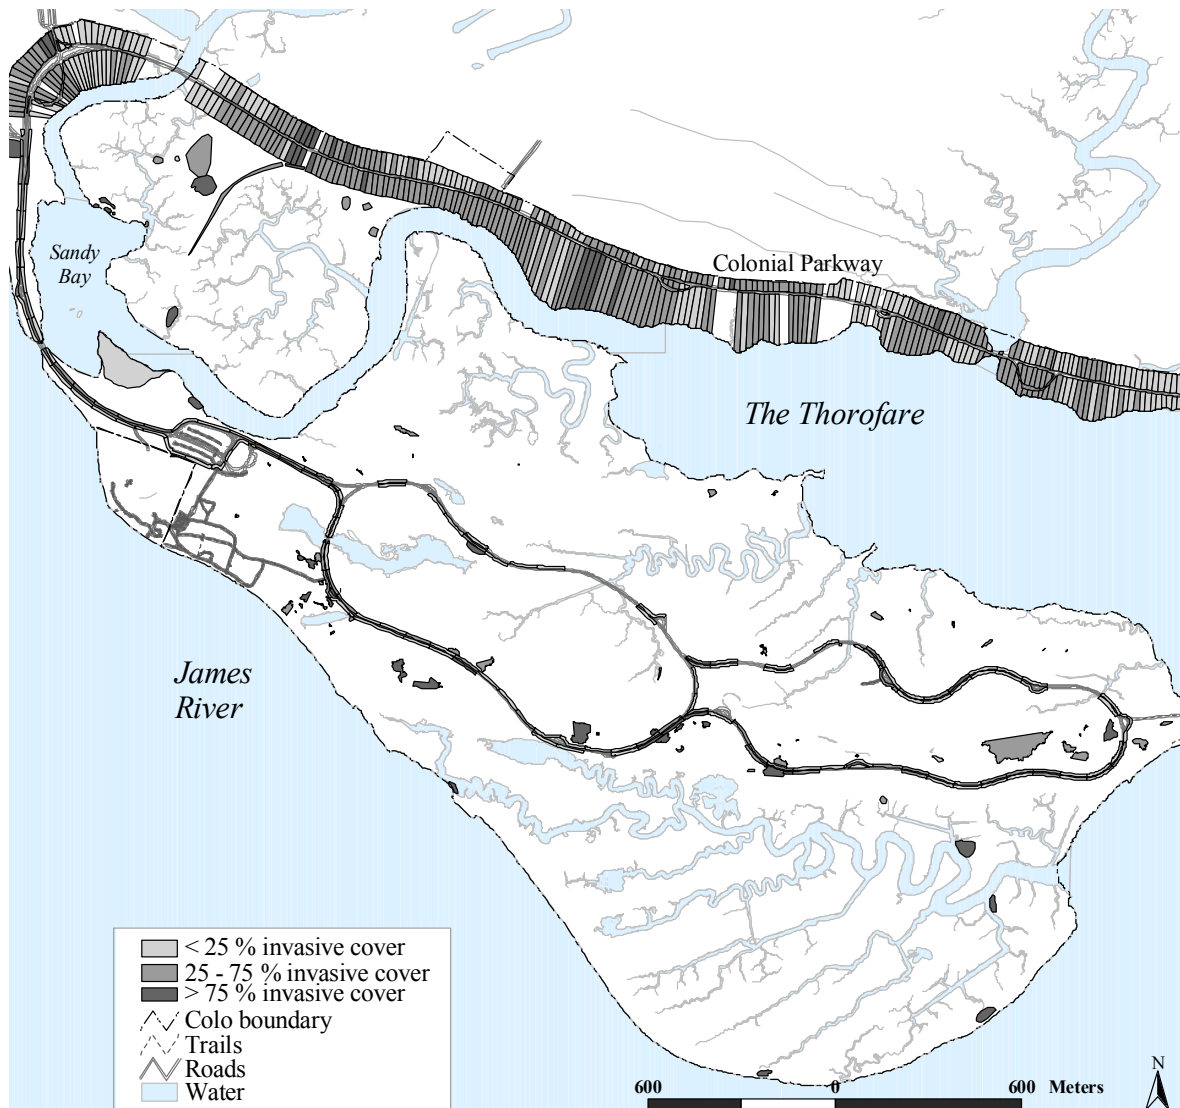 Sandy
Bay
Colonial Parkway
The Thorofare
James
River
< 25 % invasive cover
25 - 75 % invasive cover
> 75 % invasive cover
Colo boundary
Trails
Roads
Water
600 0 600 Meters
N